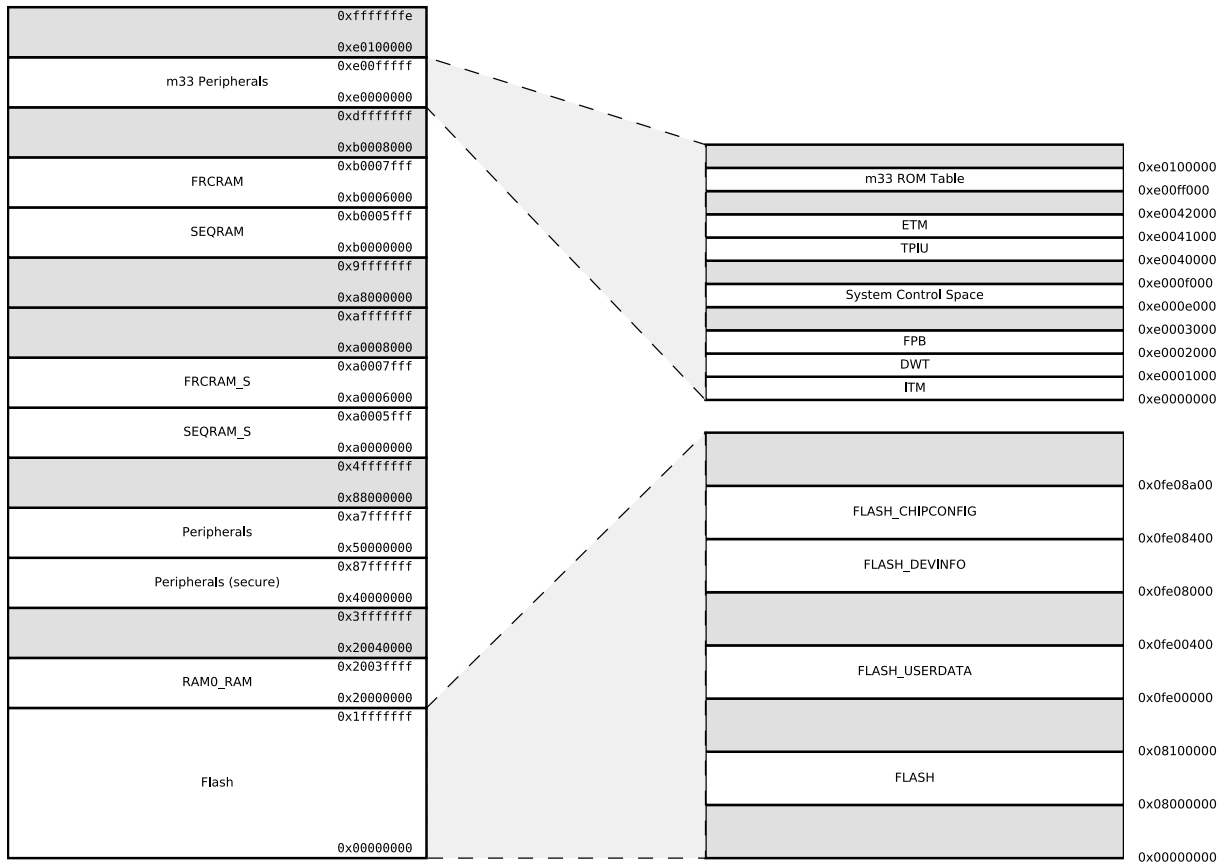 0xfffffffe
0xe0100000
0xe00fffff
m33 Peripherals
0xe0000000
0xdfffffff
0xb0008000
0xb0007fff
FRCRAM
0xb0006000
0xb0005fff
SEQRAM
0xb0000000
0x9fffffff
0xa8000000
0xafffffff
0xa0008000
0xa0007fff
FRCRAM_S
0xa0006000
0xa0005fff
SEQRAM_S
0xa0000000
0x4fffffff
0x88000000
0xa7ffffff
Peripherals
0x50000000
0x87ffffff
Peripherals (secure)
0x40000000
0x3fffffff
0x20040000
0x2003ffff
RAM0_RAM
0x20000000
0x1fffffff
Flash
0x00000000
0xe0100000
m33 ROM Table
0xe00ff000
0xe0042000
ETM
0xe0041000
TPIU
0xe0040000
0xe000f000
System Control Space
0xe000e000
0xe0003000
FPB
0xe0002000
DWT
0xe0001000
ITM
0xe0000000
0x0fe08a00
FLASH_CHIPCONFIG
0x0fe08400
FLASH_DEVINFO
0x0fe08000
0x0fe00400
FLASH_USERDATA
0x0fe00000
0x08100000
FLASH
0x08000000
0x00000000